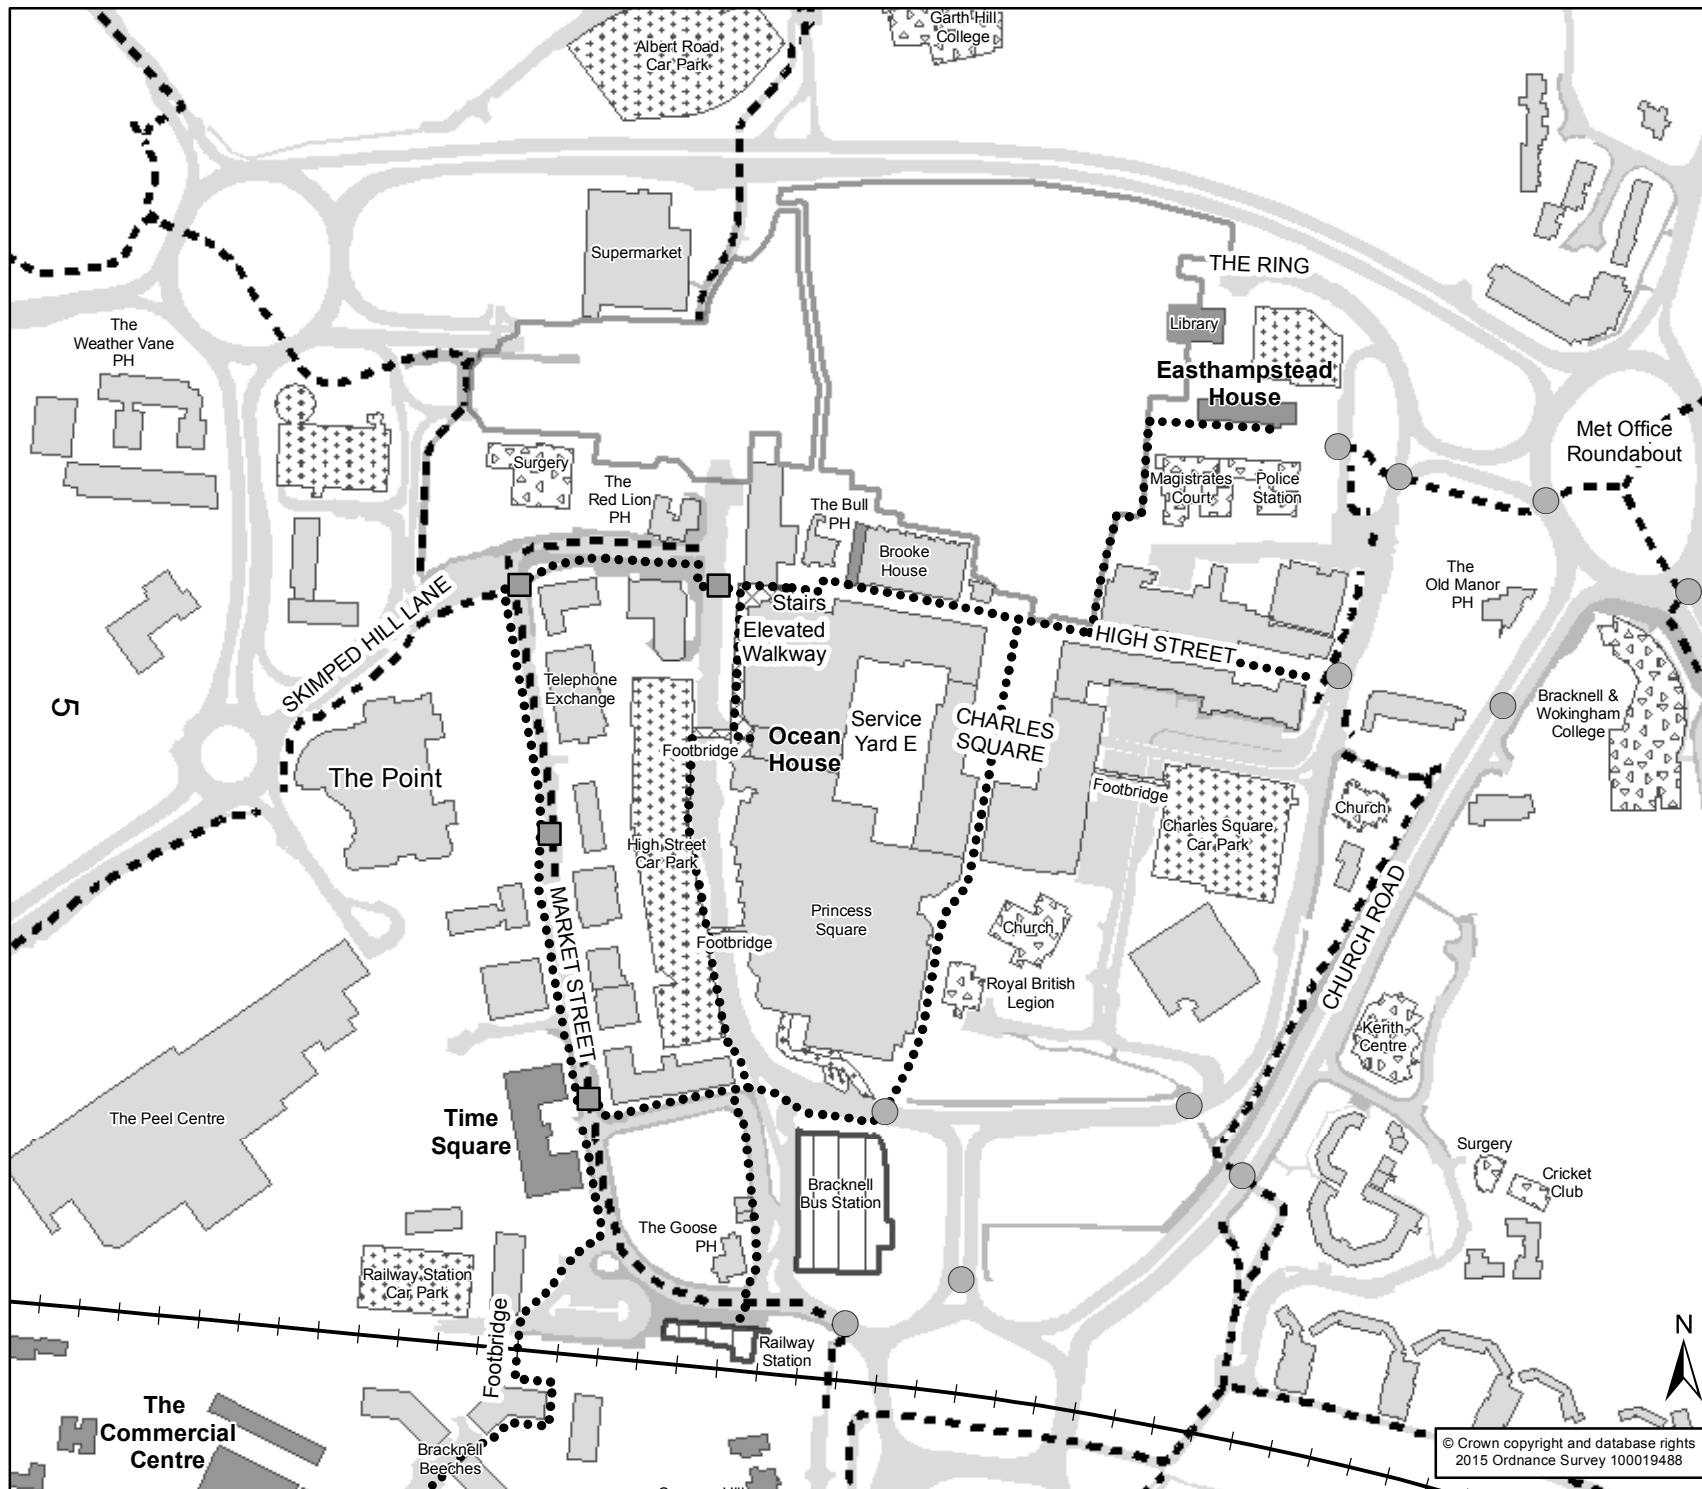 Garth Hill
College
Albert Road
Car Park
Supermarket
THE RING
The
Weather Vane
PH
Library
Easthampstead
House
Met Office
Roundabout
Surgery
The
Red Lion
PH
Magistrates
Court
Police
Station
The Bull
PH
Brooke
House
The
Old Manor
PH
SKIMPED HILL LANE
Stairs
Elevated
Walkway
HIGH STREET
5
Telephone
Exchange
Bracknell &
Wokingham
College
Service
Yard E
CHARLES
SQUARE
Footbridge
Ocean
House
The Point
Footbridge
Church
High Street
Car Park
Charles Square
Car Park
MARKET STREET
Princess
Square
Church
CHURCH ROAD
Footbridge
Royal British
Legion
Kerith
Centre
The Peel Centre
Time
Square
Surgery
Cricket
Club
Bracknell
Bus Station
The Goose
PH
Railway Station
Car Park
Footbridge
Railway
Station
N
The
Commercial
Centre
Bracknell
Beeches
© Crown copyright and database rights
2015 Ordnance Survey 100019488